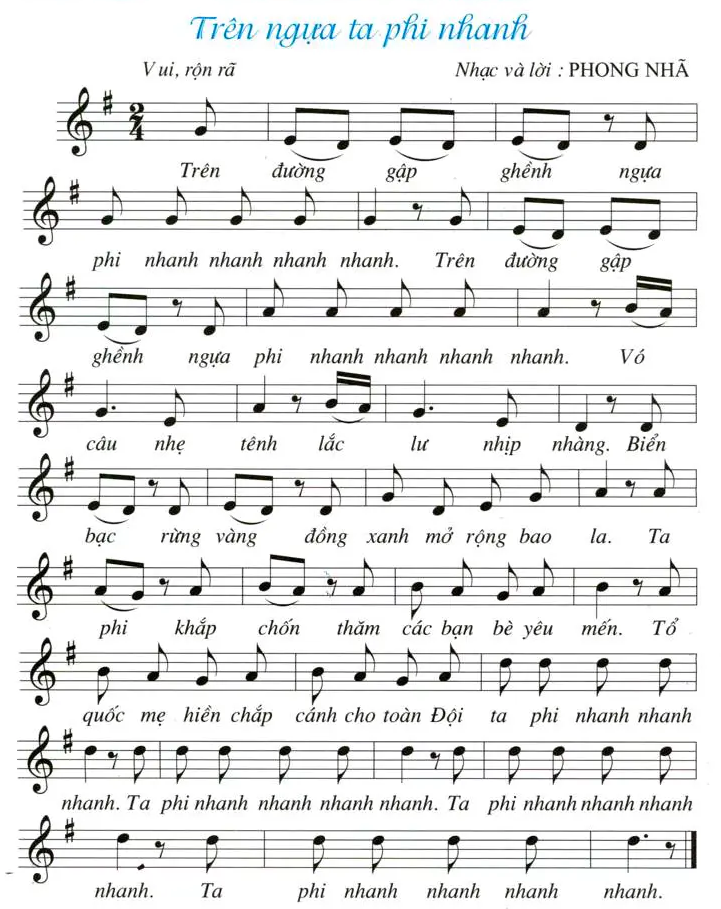 Trên ngựa ta phi nhanh
Vui, rộn rã Nhạc và lời : PHONG NHÃ
2
4
Trên đường gập ghềnh ngựa
phi nhanh nhanh nhanh nhanh. Trên đường gập
ghềnh ngựa phi nhanh nhanh nhanh nhanh. Vó
câu nhẹ tênh lắc lư nhịp nhàng. Biển
bạc rừng vàng đồng xanh mở rộng bao la. Ta
phi khắp chốn thăm các bạn bè yêu mến. Tổ
quốc mẹ hiền chắp cánh cho toàn Đội ta phi nhanh nhanh
nhanh. Ta phi nhanh nhanh nhanh nhanh. Ta phi nhanh nhanh nhanh
nhanh. Ta phi nhanh nhanh nhanh nhanh.